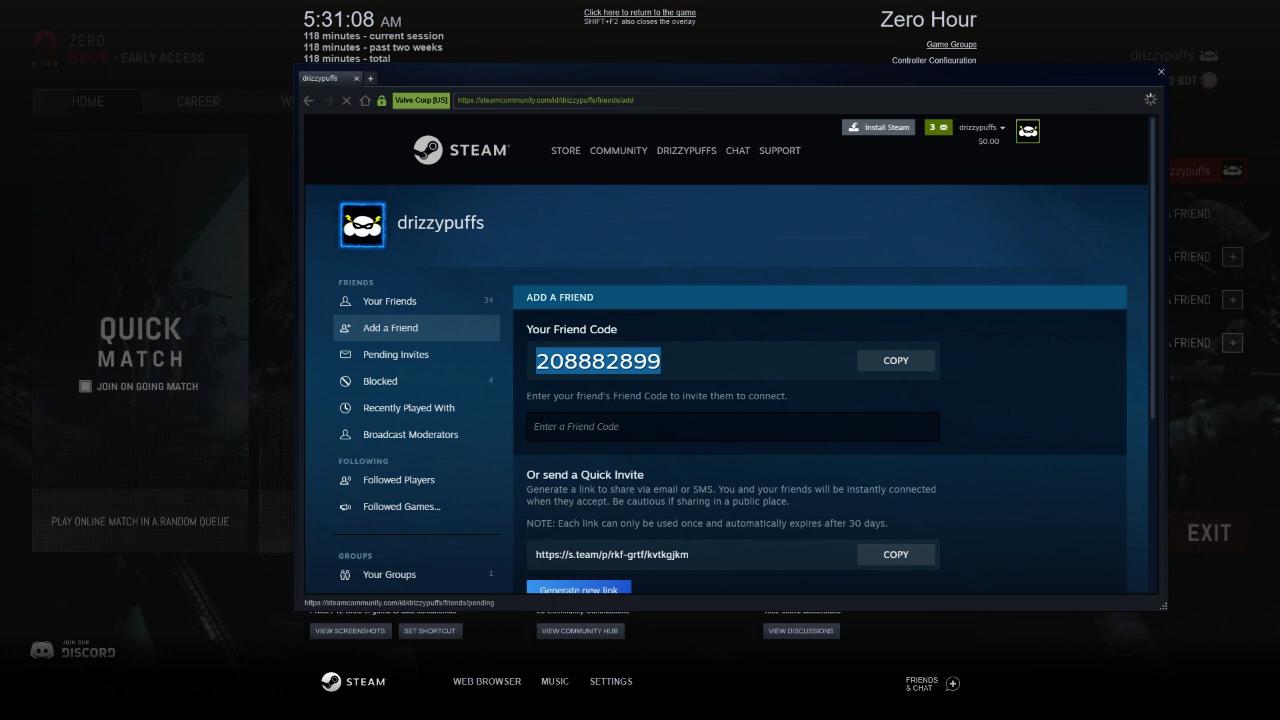 5:31:08 AM
118 minutes - current session
118 minutes - past two weeks
118 minutes - total
Click here to return to the game
SHIFT+F2 also closes the overlay
Zero Hour
Game Groups
Controller Configuration
ZERO
HOUR • EARLY ACCESS
HOME
CAREER
drizzypuffs
BOT
drizzypuffs
Valve Corp [US]
https://steamcommunity.com/id/drizzypuffs/friends/add
Install Steam
3
drizzypuffs
$0.00
STEAM
STORE
COMMUNITY
DRIZZYPUFFS
CHAT
SUPPORT
drizzypuffs
FRIENDS
Your Friends
34
Add a Friend
Pending Invites
Blocked
4
Recently Played With
Broadcast Moderators
FOLLOWING
Followed Players
Followed Games...
GROUPS
Your Groups
1
ADD A FRIEND
Your Friend Code
208882899
COPY
Enter your friend's Friend Code to invite them to connect.
Enter a Friend Code
Or send a Quick Invite
Generate a link to share via email or SMS. You and your friends will be instantly connected
when they accept. Be cautious if sharing in a public place.
NOTE: Each link can only be used once and automatically expires after 30 days.
https://s.team/p/rkf-grtf/kvtkgjkm
COPY
Generate new link
https://steamcommunity.com/id/drizzypuffs/friends/pending
QUICK
MATCH
JOIN ON GOING MATCH
PLAY ONLINE MATCH IN A RANDOM QUEUE
FRIEND
FRIEND
FRIEND
FRIEND
EXIT
VIEW SCREENSHOTS
SET SHORTCUT
VIEW COMMUNITY HUB
VIEW DISCUSSIONS
JOIN OUR
DISCORD
STEAM
WEB BROWSER
MUSIC
SETTINGS
FRIENDS
& CHAT